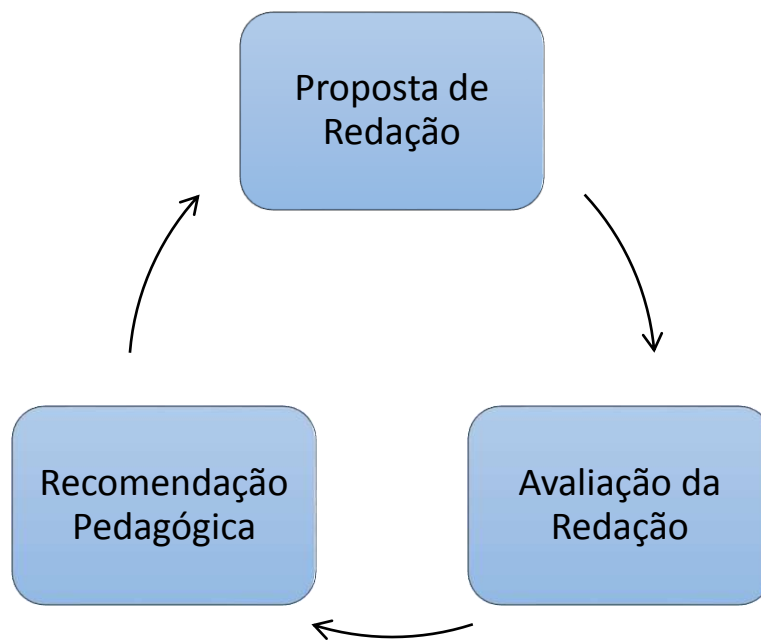 Proposta de
Redação
Recomendação
Pedagógica
Avaliação da
Redação